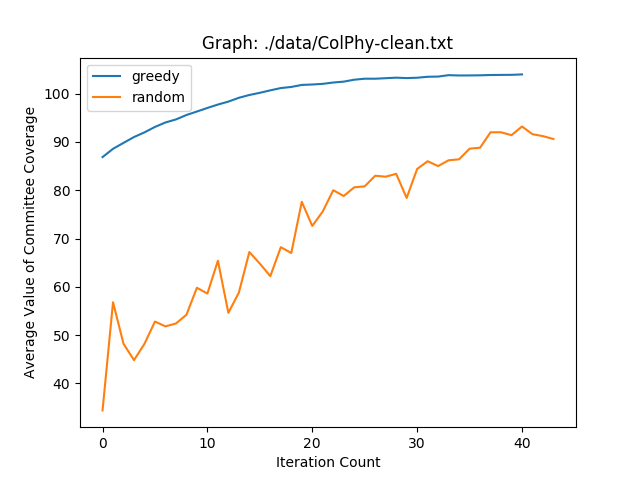 Graph: ./data/ColPhy-clean.txt
greedy
random
Average Value of Committee Coverage
100
90
80
70
60
50
40
0
10
20
30
40
Iteration Count